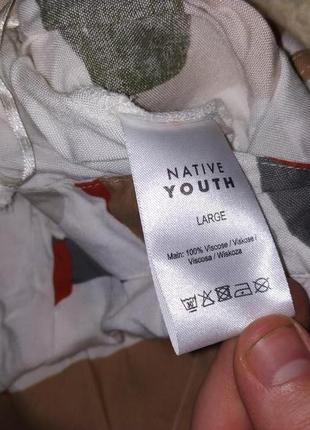 NATIVE
YOUTH
LARGE
Main: 100% Viscose / Viskose /
Viscosa / Wiskoza